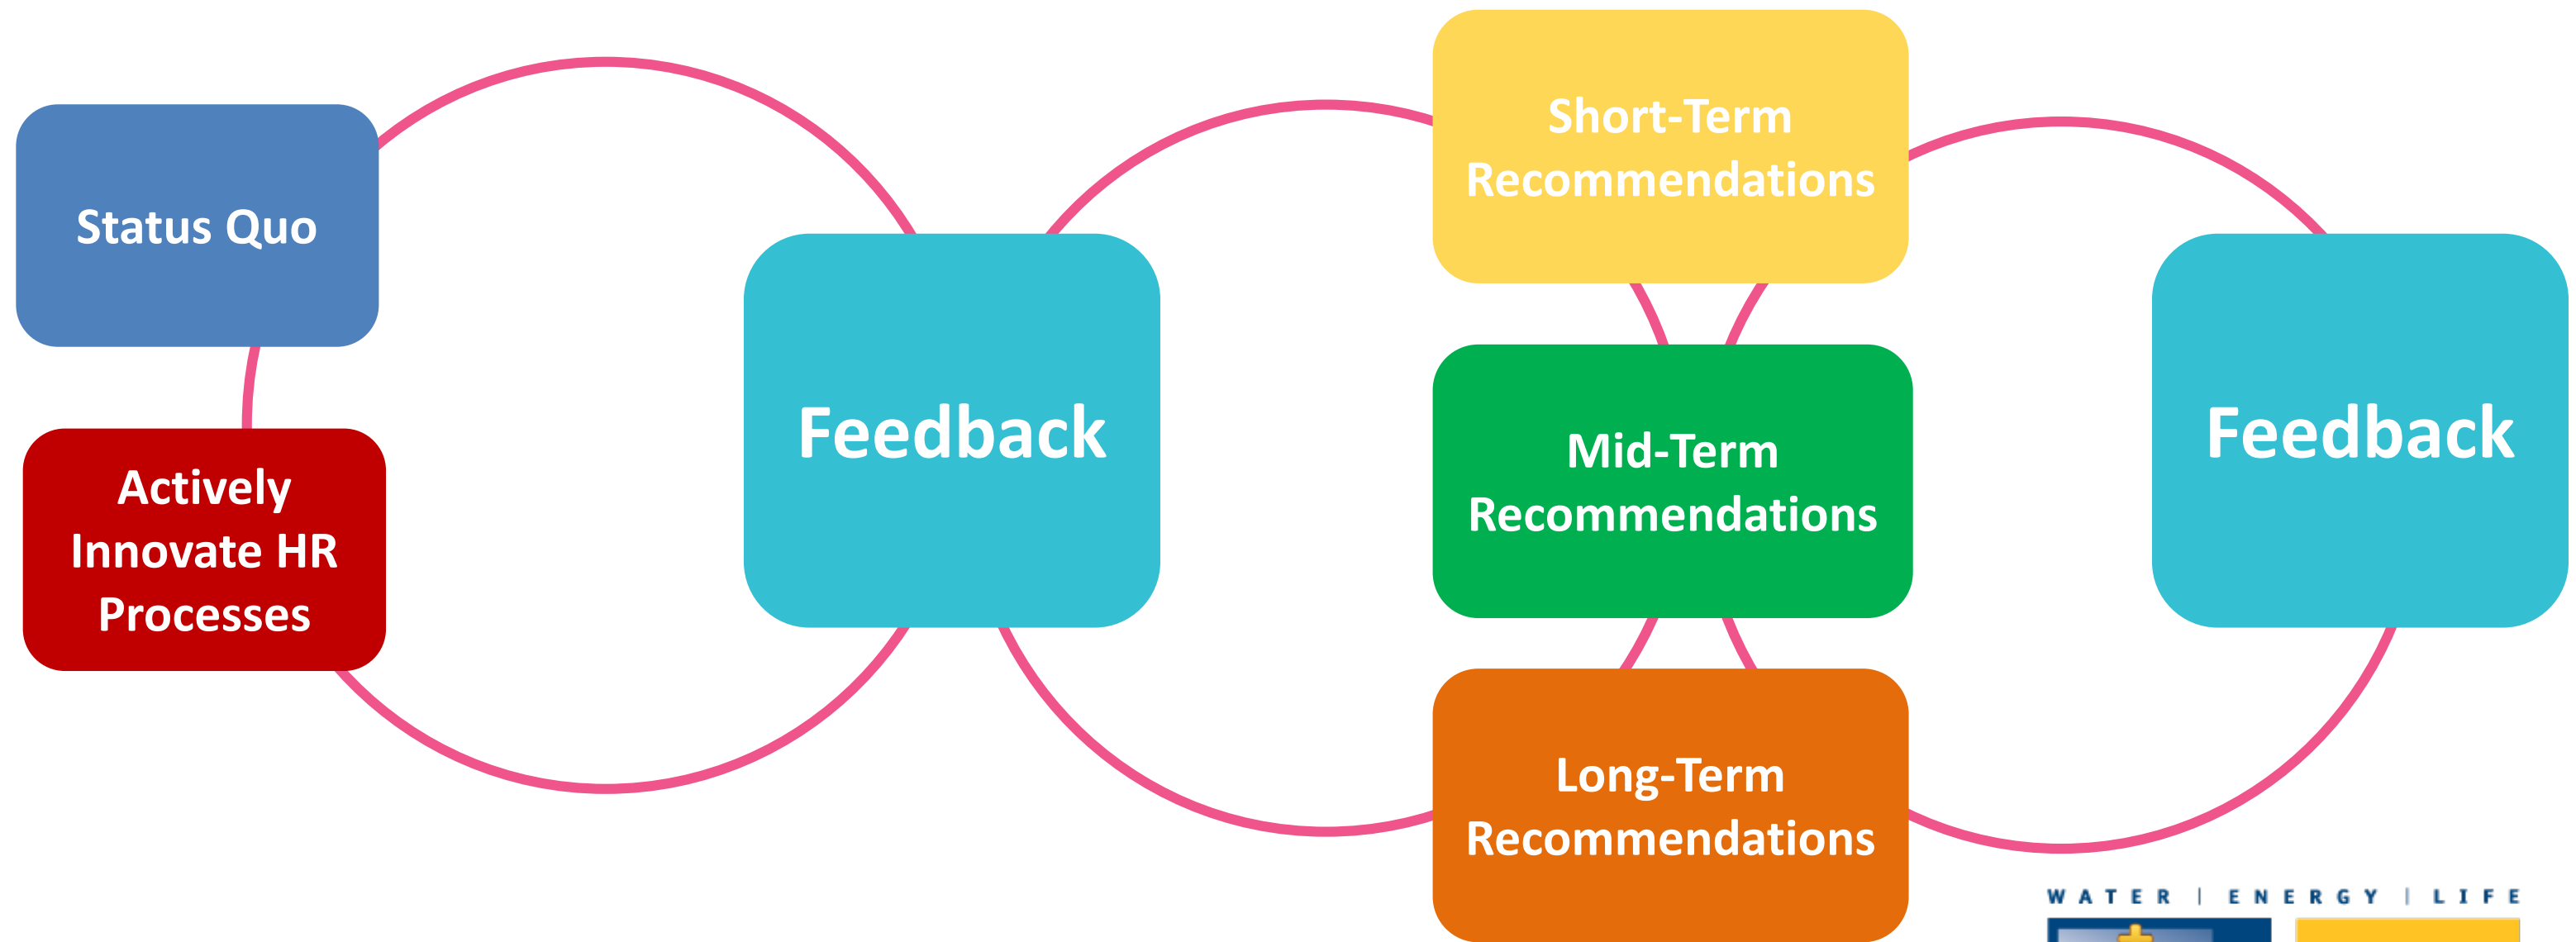 Status Quo
Actively
Innovate HR
Processes
Feedback
Short-Term
Recommendations
Mid-Term
Recommendations
Long-Term
Recommendations
Feedback
WATER | ENERGY | LIFE